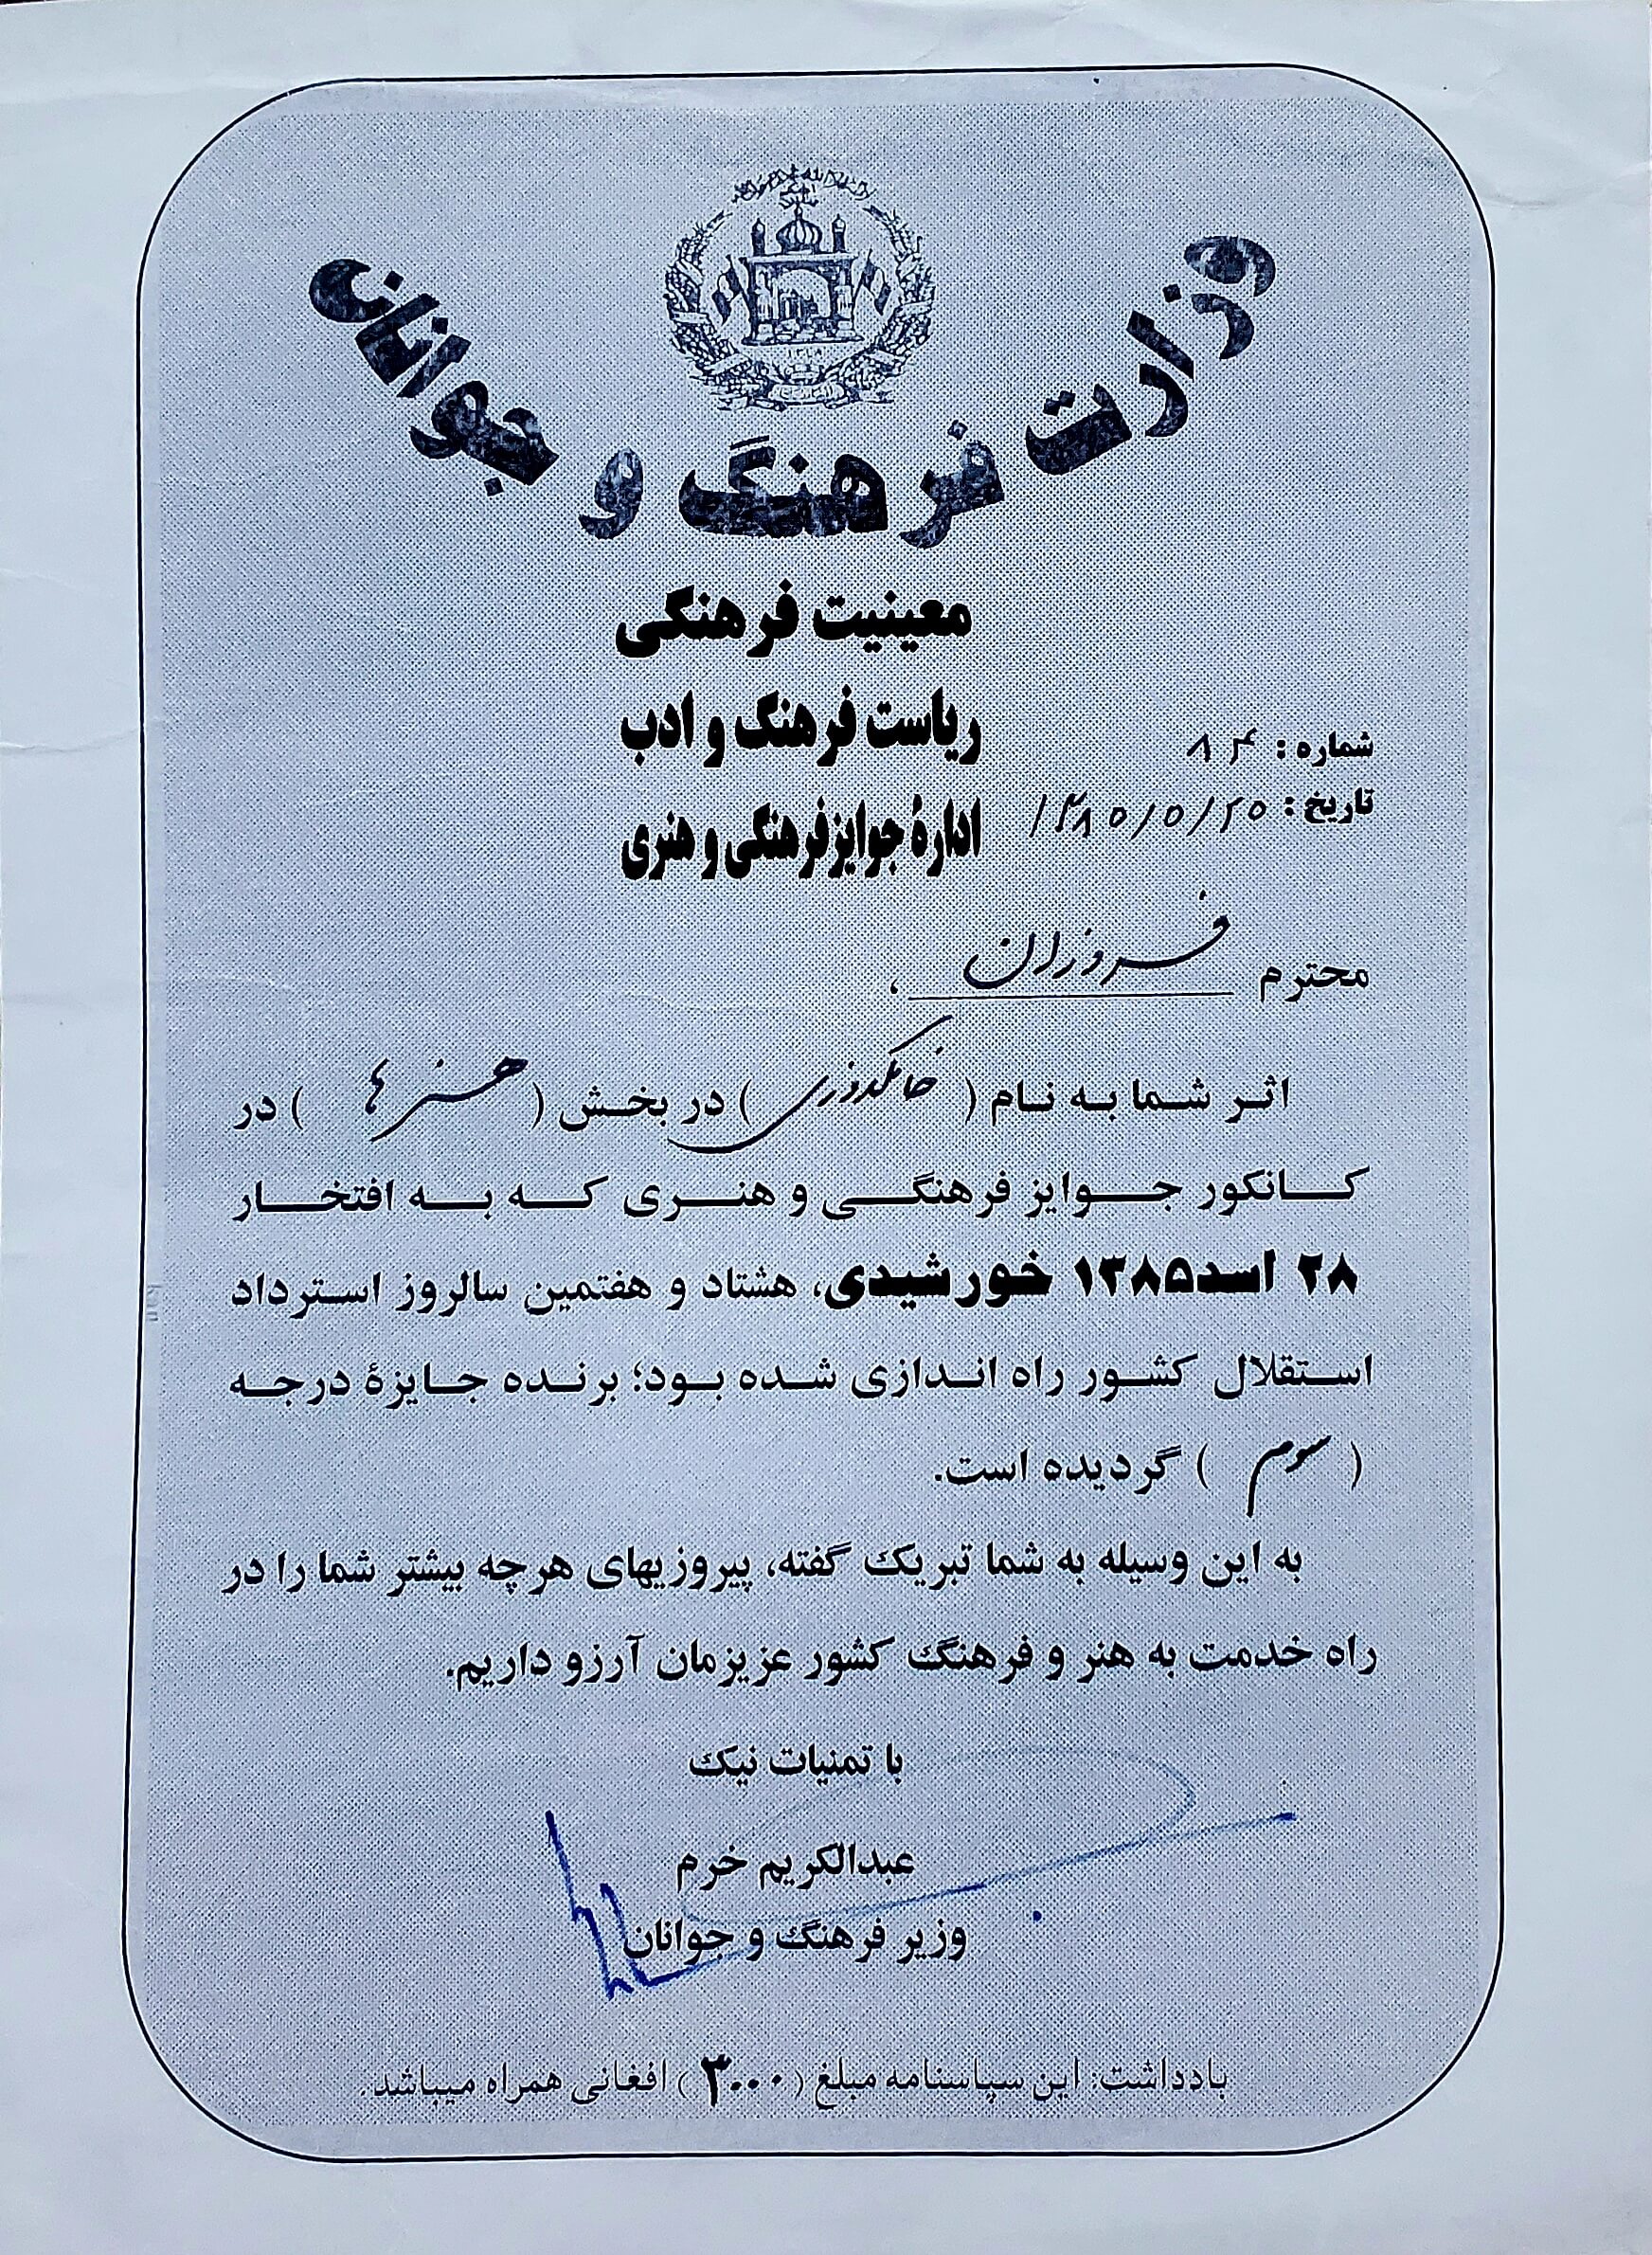 وزارت فرهنگ و جوانان
۱۲۹۸
معینیت فرهنگی
ریاست فرهنگ و ادب
ادارهٔ جوایز فرهنگی و هنری
شماره : ۸۴
تاریخ : ۱۳۸۵/۵/۲۵
محترم فروزان ،
اثر شما به نام ( خامکدوزی ) در بخش ( هنرها ) در
کانکور جوایز فرهنگی و هنری که به افتخار
۲۸ اسد ۱۳۸۵ خورشیدی، هشتاد و هفتمین سالروز استرداد
استقلال کشور راه اندازی شده بود؛ برنده جایزهٔ درجه
( سوم ) گردیده است.
به این وسیله به شما تبریک گفته، پیروزیهای هرچه بیشتر شما را در
راه خدمت به هنر و فرهنگ کشور عزیزمان آرزو داریم.
با تمنیات نیک
عبدالکریم خرم
وزیر فرهنگ و جوانان
یادداشت: این سپاسنامه مبلغ (۳۰۰۰) افغانی همراه میباشد.